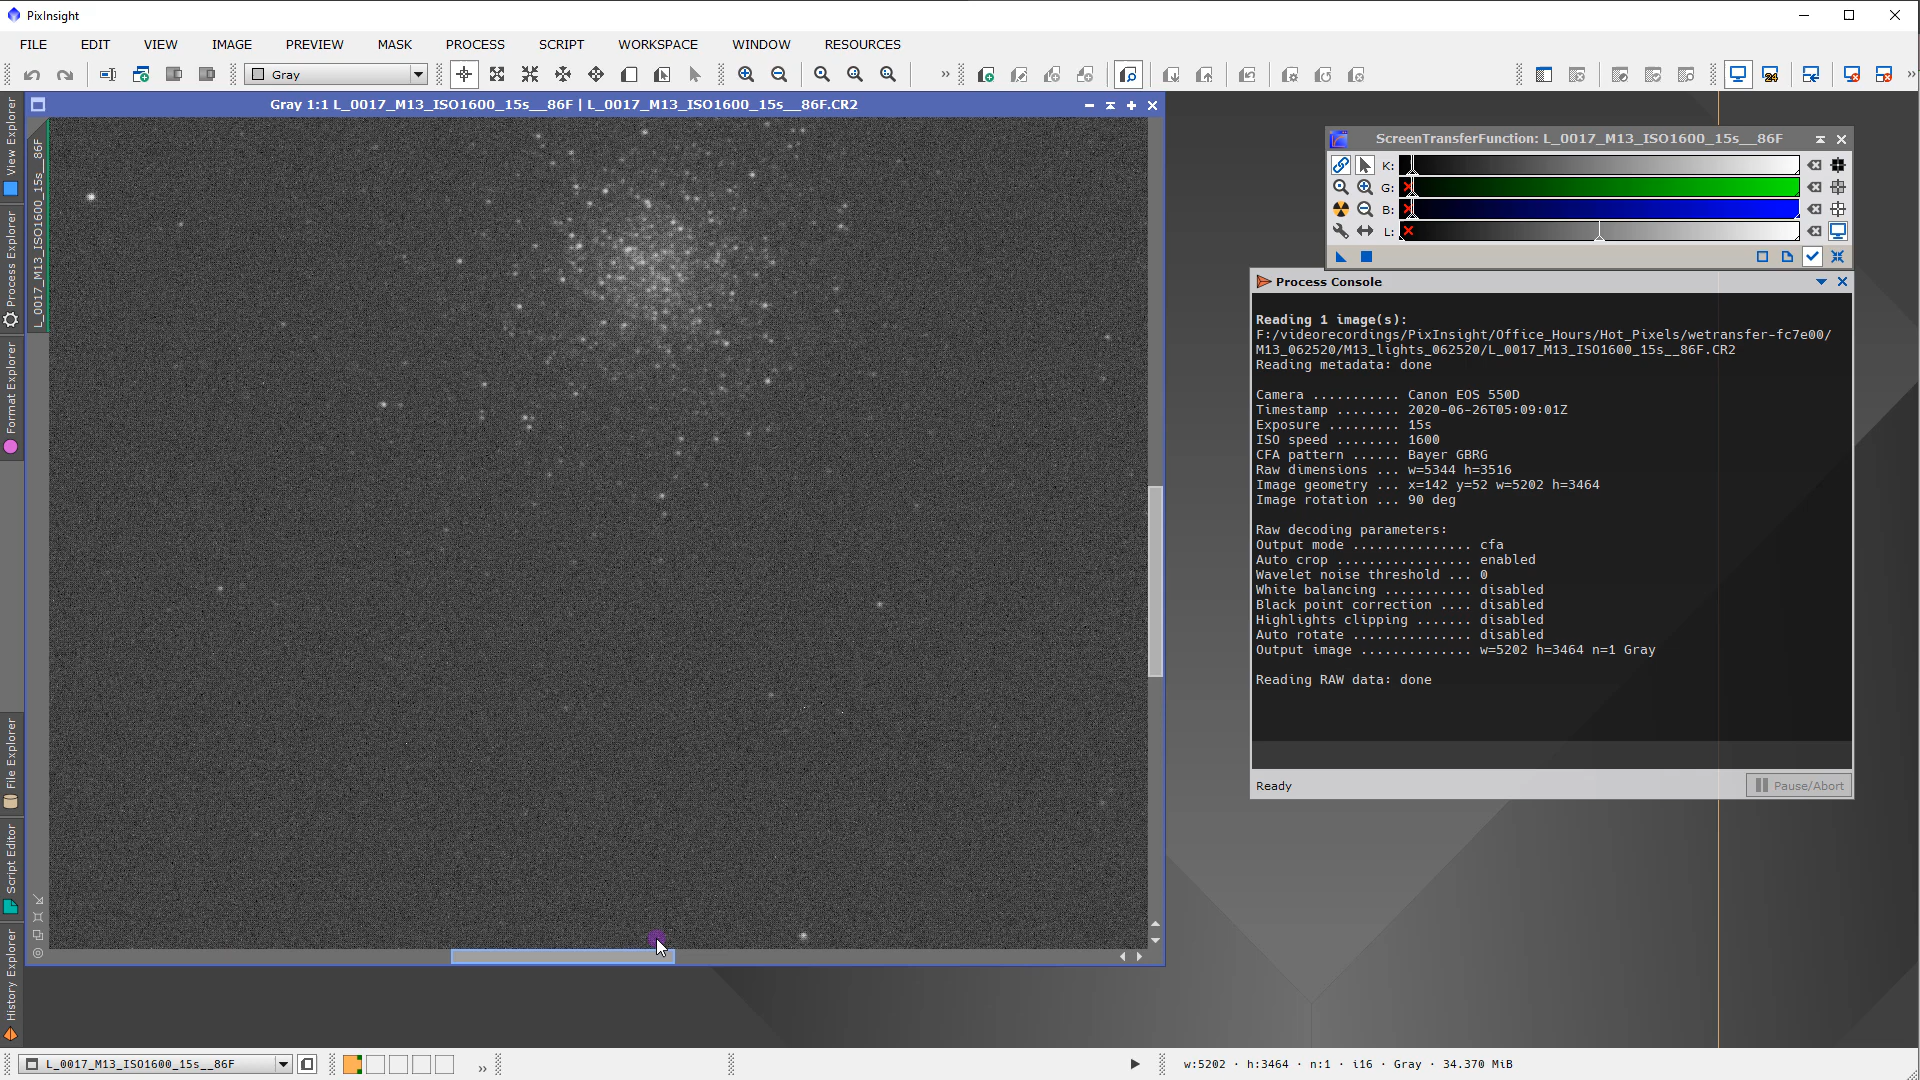 PixInsight
FILE EDIT VIEW IMAGE PREVIEW MASK PROCESS SCRIPT WORKSPACE WINDOW RESOURCES
Gray
24
Gray 1:1 L_0017_M13_ISO1600_15s__86F | L_0017_M13_ISO1600_15s__86F.CR2
View Explorer
Process Explorer
Format Explorer
File Explorer
Script Editor
History Explorer
L_0017_M13_ISO1600_15s__86F
ScreenTransferFunction: L_0017_M13_ISO1600_15s__86F
K:
G:
B:
L:
Process Console
Reading 1 image(s):
F:/videorecordings/PixInsight/Office_Hours/Hot_Pixels/wetransfer-fc7e00/
M13_062520/M13_lights_062520/L_0017_M13_ISO1600_15s__86F.CR2
Reading metadata: done
Camera ........... Canon EOS 550D
Timestamp ........ 2020-06-26T05:09:01Z
Exposure ......... 15s
ISO speed ........ 1600
CFA pattern ...... Bayer GBRG
Raw dimensions ... w=5344 h=3516
Image geometry ... x=142 y=52 w=5202 h=3464
Image rotation ... 90 deg
Raw decoding parameters:
Output mode ............... cfa
Auto crop ................. enabled
Wavelet noise threshold ... 0
White balancing ........... disabled
Black point correction .... disabled
Highlights clipping ....... disabled
Auto rotate ............... disabled
Output image .............. w=5202 h=3464 n=1 Gray
Reading RAW data: done
Ready
Pause/Abort
L_0017_M13_ISO1600_15s__86F
w:5202 · h:3464 · n:1 · i16 · Gray · 34.370 MiB